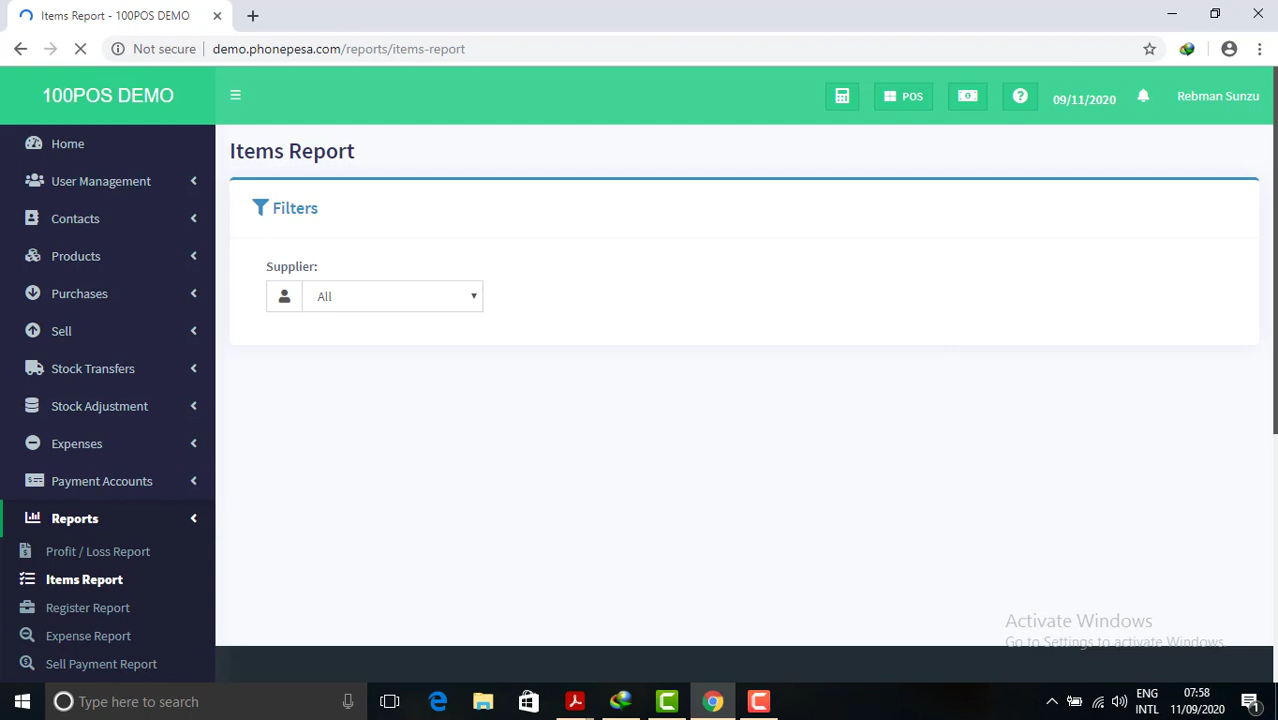 Items Report - 100POS DEMO
Not secure
demo.phonepesa.com/reports/items-report
100POS DEMO
POS
09/11/2020
Rebman Sunzu
Home
User Management
Contacts
Products
Purchases
Sell
Stock Transfers
Stock Adjustment
Expenses
Payment Accounts
Reports
Profit / Loss Report
Items Report
Register Report
Expense Report
Sell Payment Report
Items Report
Filters
Supplier:
All
Activate Windows
Go to Settings to activate Windows.
Type here to search
ENG
INTL
07:58
11/09/2020
1